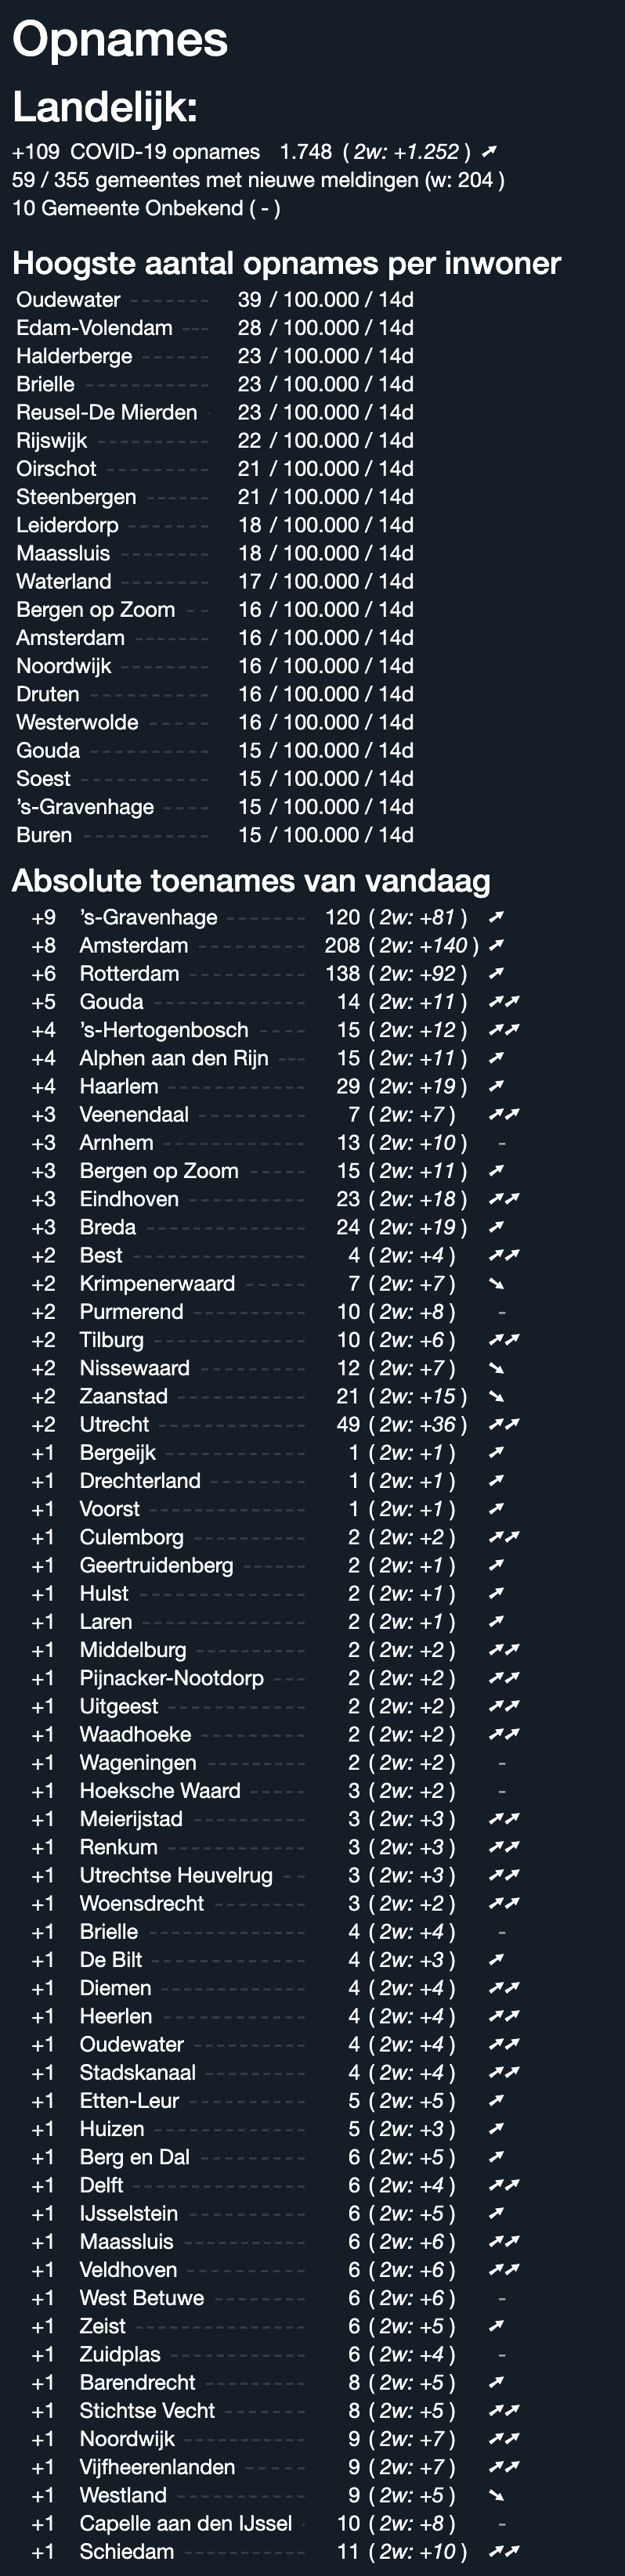 Opnames
Landelijk:
+109 COVID-19 opnames 1.748 ( 2w: +1.252 ) ➚
59 / 355 gemeentes met nieuwe meldingen (w: 204 )
10 Gemeente Onbekend ( - )
Hoogste aantal opnames per inwoner
Oudewater ------- 39 / 100.000 / 14d
Edam-Volendam --- 28 / 100.000 / 14d
Halderberge ------ 23 / 100.000 / 14d
Brielle ----------- 23 / 100.000 / 14d
Reusel-De Mierden - 23 / 100.000 / 14d
Rijswijk ---------- 22 / 100.000 / 14d
Oirschot --------- 21 / 100.000 / 14d
Steenbergen ------ 21 / 100.000 / 14d
Leiderdorp ------- 18 / 100.000 / 14d
Maassluis -------- 18 / 100.000 / 14d
Waterland -------- 17 / 100.000 / 14d
Bergen op Zoom -- 16 / 100.000 / 14d
Amsterdam ------- 16 / 100.000 / 14d
Noordwijk -------- 16 / 100.000 / 14d
Druten ---------- 16 / 100.000 / 14d
Westerwolde ----- 16 / 100.000 / 14d
Gouda ---------- 15 / 100.000 / 14d
Soest ----------- 15 / 100.000 / 14d
’s-Gravenhage ---- 15 / 100.000 / 14d
Buren ----------- 15 / 100.000 / 14d
Absolute toenames van vandaag
+9 ’s-Gravenhage ------- 120 ( 2w: +81 ) ➚
+8 Amsterdam ---------- 208 ( 2w: +140 ) ➚
+6 Rotterdam ----------- 138 ( 2w: +92 ) ➚
+5 Gouda -------------- 14 ( 2w: +11 ) ➚➚
+4 ’s-Hertogenbosch ---- 15 ( 2w: +12 ) ➚➚
+4 Alphen aan den Rijn --- 15 ( 2w: +11 ) ➚
+4 Haarlem ------------- 29 ( 2w: +19 ) ➚
+3 Veenendaal ---------- 7 ( 2w: +7 ) ➚➚
+3 Arnhem ------------- 13 ( 2w: +10 ) -
+3 Bergen op Zoom ------ 15 ( 2w: +11 ) ➚
+3 Eindhoven ----------- 23 ( 2w: +18 ) ➚➚
+3 Breda -------------- 24 ( 2w: +19 ) ➚
+2 Best --------------- 4 ( 2w: +4 ) ➚➚
+2 Krimpenerwaard ----- 7 ( 2w: +7 ) ➘
+2 Purmerend ---------- 10 ( 2w: +8 ) -
+2 Tilburg ------------- 10 ( 2w: +6 ) ➚➚
+2 Nissewaard ---------- 12 ( 2w: +7 ) ➘
+2 Zaanstad ------------ 21 ( 2w: +15 ) ➘
+2 Utrecht ------------- 49 ( 2w: +36 ) ➚➚
+1 Bergeijk ------------- 1 ( 2w: +1 ) ➚
+1 Drechterland --------- 1 ( 2w: +1 ) ➚
+1 Voorst -------------- 1 ( 2w: +1 ) ➚
+1 Culemborg ---------- 2 ( 2w: +2 ) ➚➚
+1 Geertruidenberg ------ 2 ( 2w: +1 ) ➚
+1 Hulst --------------- 2 ( 2w: +1 ) ➚
+1 Laren -------------- 2 ( 2w: +1 ) ➚
+1 Middelburg ---------- 2 ( 2w: +2 ) ➚➚
+1 Pijnacker-Nootdorp --- 2 ( 2w: +2 ) ➚➚
+1 Uitgeest ------------ 2 ( 2w: +2 ) ➚➚
+1 Waadhoeke ---------- 2 ( 2w: +2 ) ➚➚
+1 Wageningen --------- 2 ( 2w: +2 ) -
+1 Hoeksche Waard ----- 3 ( 2w: +2 ) -
+1 Meierijstad ----------- 3 ( 2w: +3 ) ➚➚
+1 Renkum ------------ 3 ( 2w: +3 ) ➚➚
+1 Utrechtse Heuvelrug -- 3 ( 2w: +3 ) ➚➚
+1 Woensdrecht --------- 3 ( 2w: +2 ) ➚➚
+1 Brielle -------------- 4 ( 2w: +4 ) -
+1 De Bilt ------------- 4 ( 2w: +3 ) ➚
+1 Diemen ------------- 4 ( 2w: +4 ) ➚➚
+1 Heerlen ------------- 4 ( 2w: +4 ) ➚➚
+1 Oudewater ---------- 4 ( 2w: +4 ) ➚➚
+1 Stadskanaal --------- 4 ( 2w: +4 ) ➚➚
+1 Etten-Leur ----------- 5 ( 2w: +5 ) ➚
+1 Huizen ------------- 5 ( 2w: +3 ) ➚
+1 Berg en Dal ---------- 6 ( 2w: +5 ) ➚
+1 Delft --------------- 6 ( 2w: +4 ) ➚➚
+1 IJsselstein ----------- 6 ( 2w: +5 ) ➚
+1 Maassluis ----------- 6 ( 2w: +6 ) ➚➚
+1 Veldhoven ----------- 6 ( 2w: +6 ) ➚➚
+1 West Betuwe --------- 6 ( 2w: +6 ) -
+1 Zeist --------------- 6 ( 2w: +5 ) ➚
+1 Zuidplas ------------ 6 ( 2w: +4 ) -
+1 Barendrecht --------- 8 ( 2w: +5 ) ➚
+1 Stichtse Vecht ------- 8 ( 2w: +5 ) ➚➚
+1 Noordwijk ----------- 9 ( 2w: +7 ) ➚➚
+1 Vijfheerenlanden ----- 9 ( 2w: +7 ) ➚➚
+1 Westland ------------ 9 ( 2w: +5 ) ➘
+1 Capelle aan den IJssel - 10 ( 2w: +8 ) -
+1 Schiedam ----------- 11 ( 2w: +10 ) ➚➚